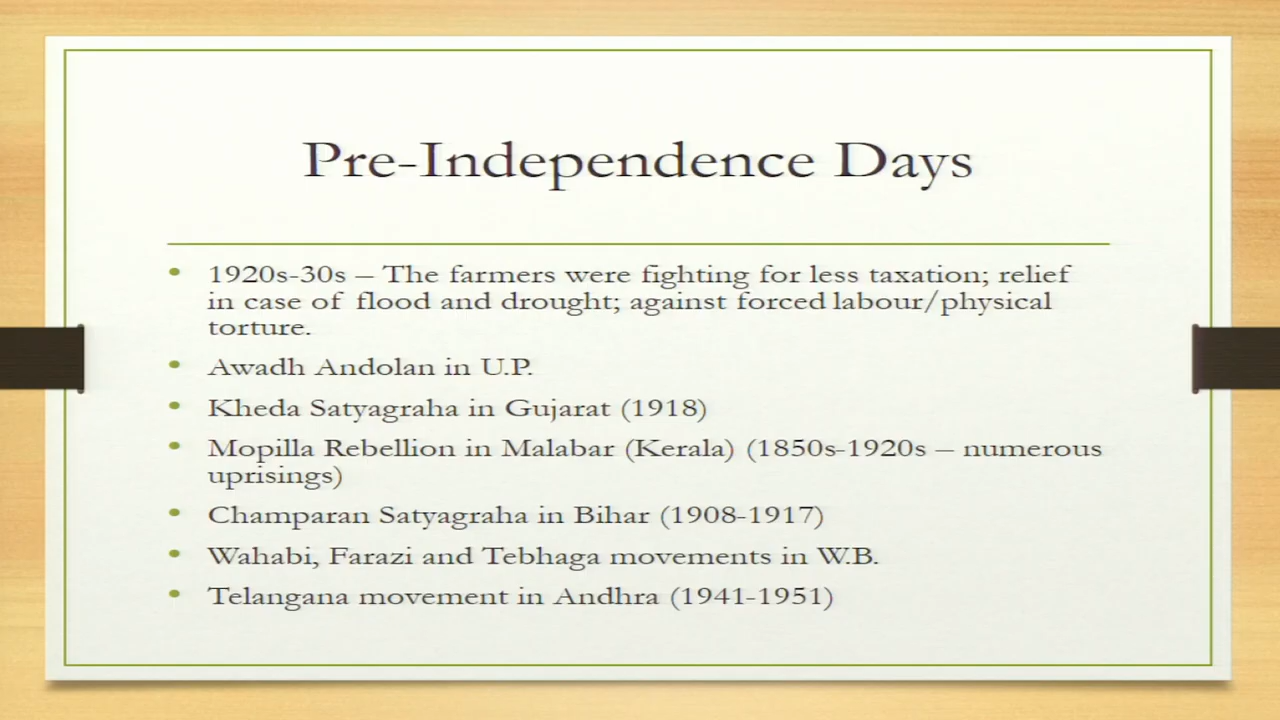 Pre-Independence Days
• 1920s-30s – The farmers were fighting for less taxation; relief
in case of flood and drought; against forced labour/physical
torture.
• Awadh Andolan in U.P.
• Kheda Satyagraha in Gujarat (1918)
• Mopilla Rebellion in Malabar (Kerala) (1850s-1920s – numerous
uprisings)
• Champaran Satyagraha in Bihar (1908-1917)
• Wahabi, Farazi and Tebhaga movements in W.B.
• Telangana movement in Andhra (1941-1951)